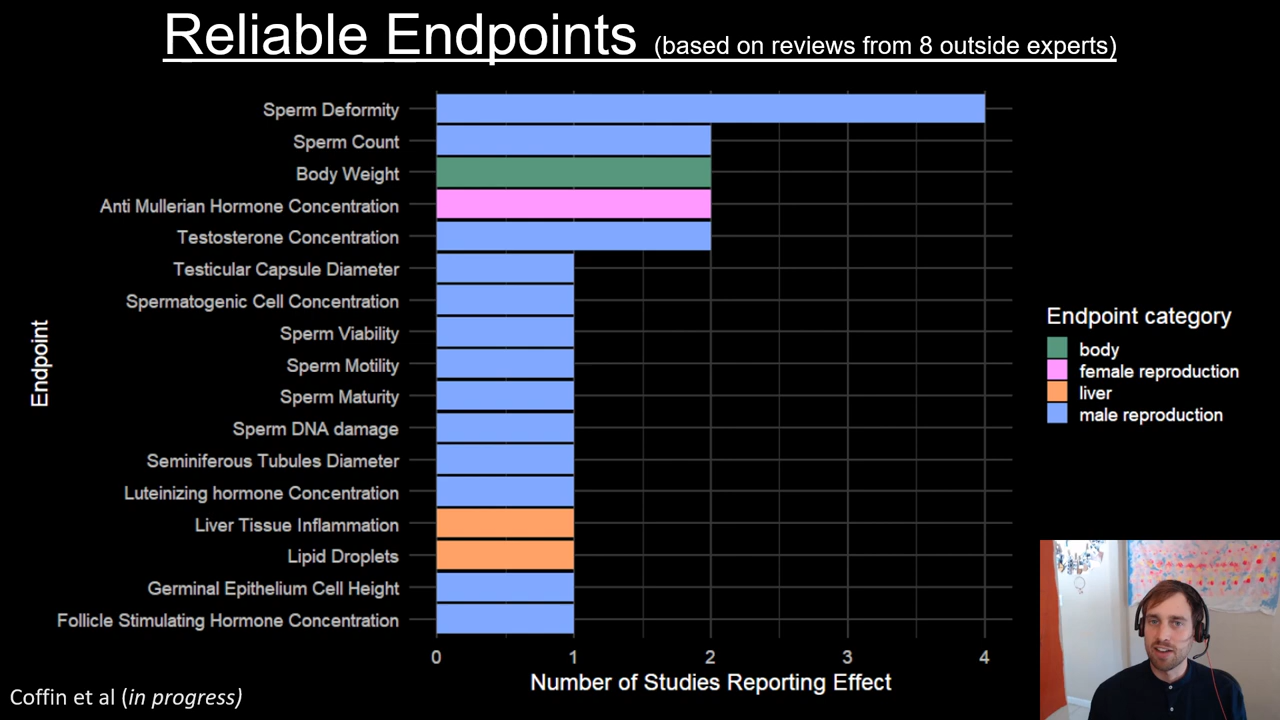 Reliable Endpoints (based on reviews from 8 outside experts)
Sperm Deformity
Sperm Count
Body Weight
Anti Mullerian Hormone Concentration
Testosterone Concentration
Testicular Capsule Diameter
Spermatogenic Cell Concentration
Sperm Viability
Sperm Motility
Sperm Maturity
Sperm DNA damage
Seminiferous Tubules Diameter
Luteinizing hormone Concentration
Liver Tissue Inflammation
Lipid Droplets
Germinal Epithelium Cell Height
Follicle Stimulating Hormone Concentration
Endpoint
0 1 2 3 4
Number of Studies Reporting Effect
Endpoint category
body
female reproduction
liver
male reproduction
Coffin et al (in progress)